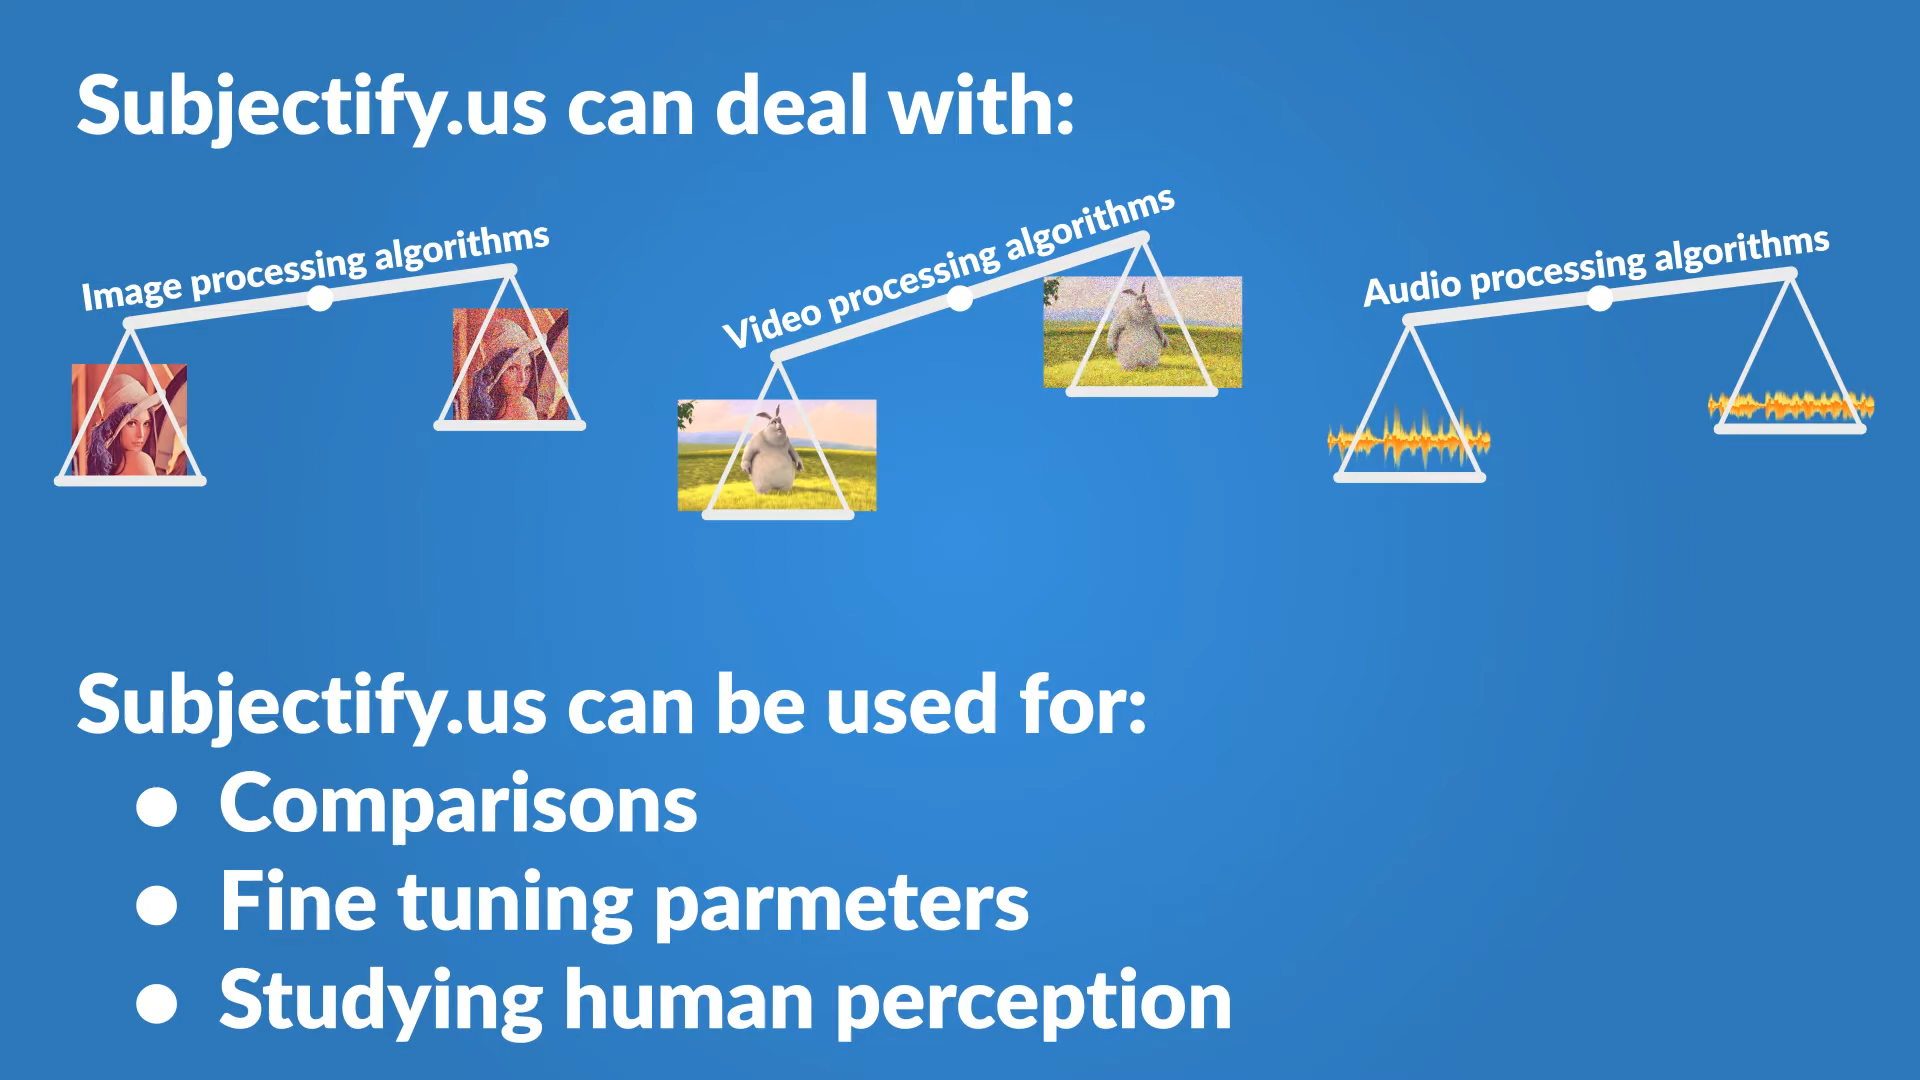 Subjectify.us can deal with:
Image processing algorithms
Video processing algorithms
Audio processing algorithms
Subjectify.us can be used for:
● Comparisons
● Fine tuning parmeters
● Studying human perception